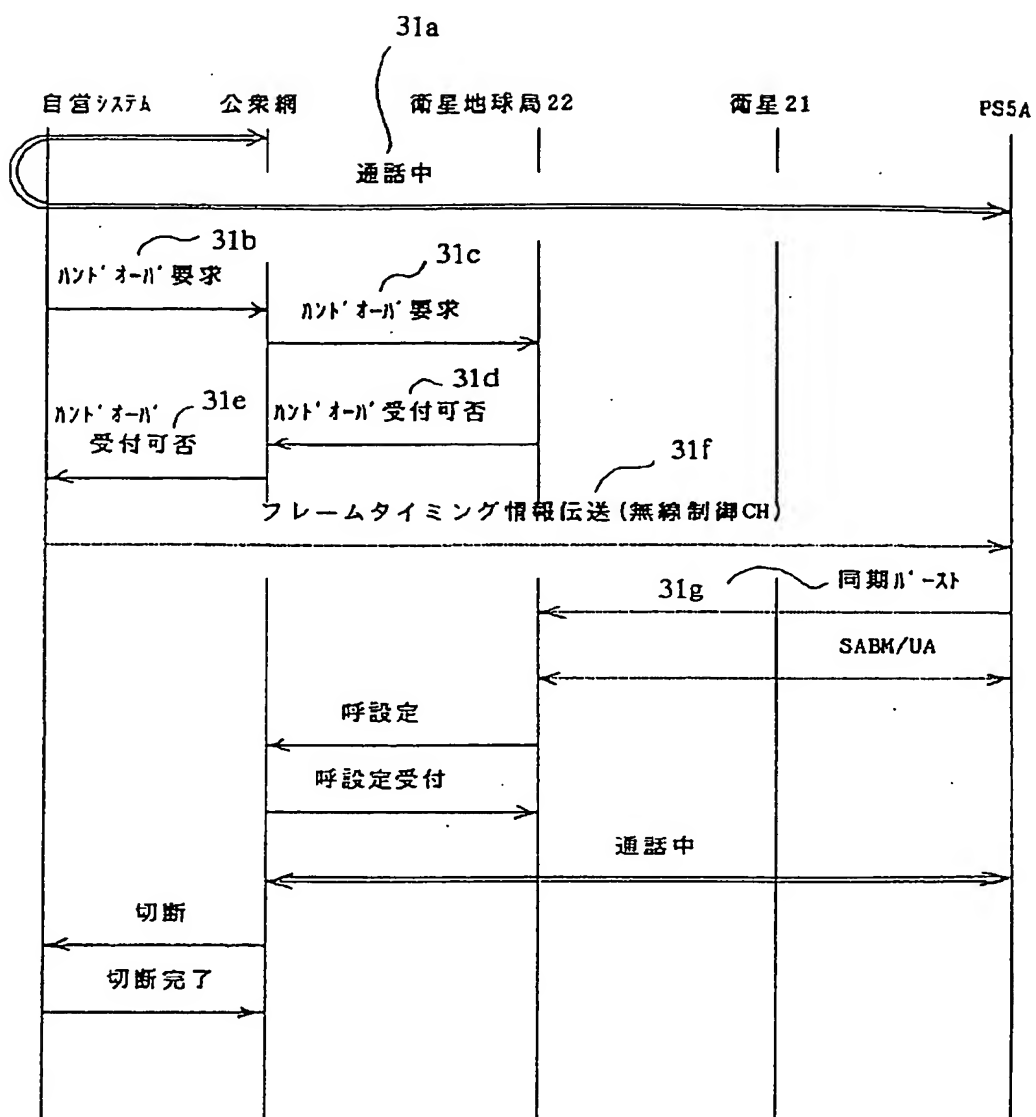 31a
自営システム 公衆網 衛星地球局22 衛星21 PS5A
通話中
31b
31c
ハンドオーバ要求
ハンドオーバ要求
31d
31e
ハンドオーバ 受付可否
ハンドオーバ受付可否
31f
フレームタイミング情報伝送(無線制御CH)
31g
同期バースト
SABM/UA
呼設定
呼設定受付
通話中
切断
切断完了